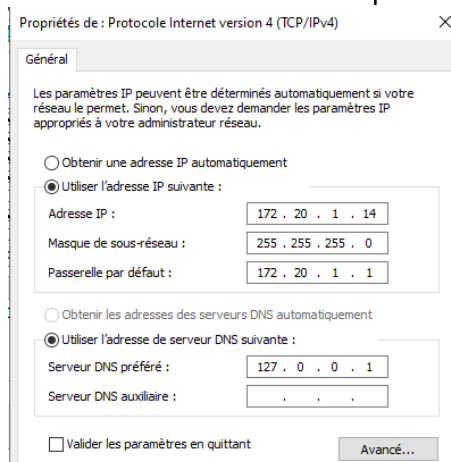 Propriétés de : Protocole Internet version 4 (TCP/IPv4)
Général
Les paramètres IP peuvent être déterminés automatiquement si votre
réseau le permet. Sinon, vous devez demander les paramètres IP
appropriés à votre administrateur réseau.
Obtenir une adresse IP automatiquement
Utiliser l'adresse IP suivante :
Adresse IP : 172 . 20 . 1 . 14
Masque de sous-réseau : 255 . 255 . 255 . 0
Passerelle par défaut : 172 . 20 . 1 . 1
Obtenir les adresses des serveurs DNS automatiquement
Utiliser l'adresse de serveur DNS suivante :
Serveur DNS préféré : 127 . 0 . 0 . 1
Serveur DNS auxiliaire : . . .
Valider les paramètres en quittant Avancé...